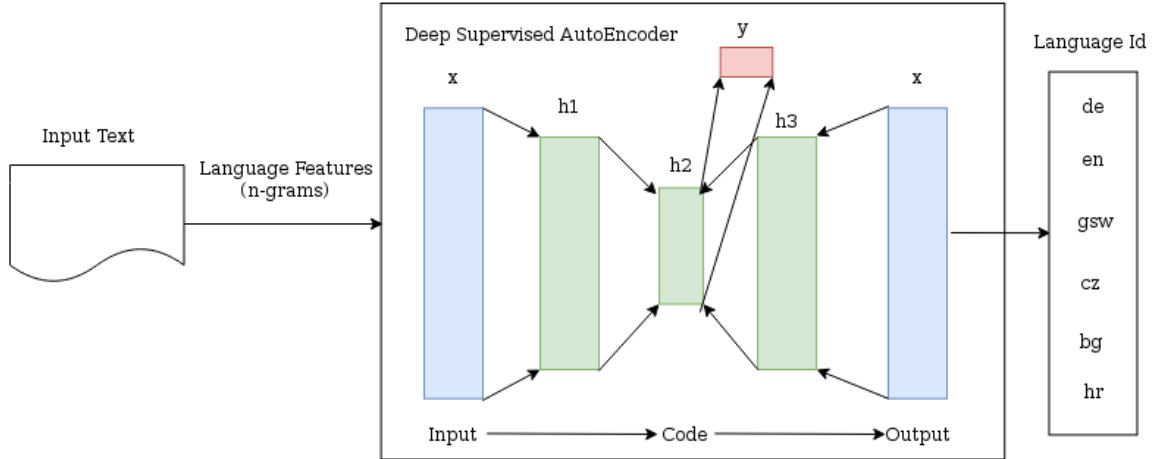 Input Text
Language Features
(n-grams)
Deep Supervised AutoEncoder
x
h1
h2
y
h3
x
Input
Code
Output
Language Id
de
en
gsw
cz
bg
hr